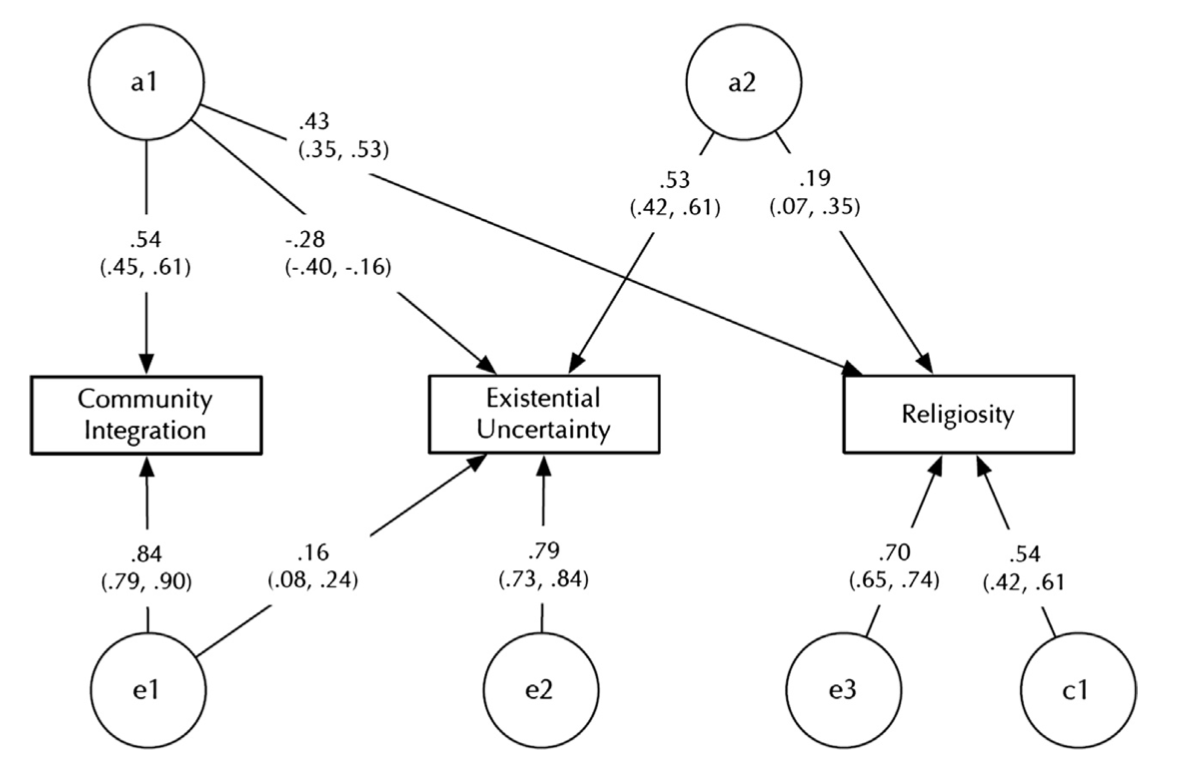 a1
a2
.43
(.35, .53)
.53
(.42, .61)
.19
(.07, .35)
.54
(.45, .61)
-.28
(-.40, -.16)
Community
Integration
Existential
Uncertainty
Religiosity
.84
(.79, .90)
.16
(.08, .24)
.79
(.73, .84)
.70
(.65, .74)
.54
(.42, .61
e1
e2
e3
c1